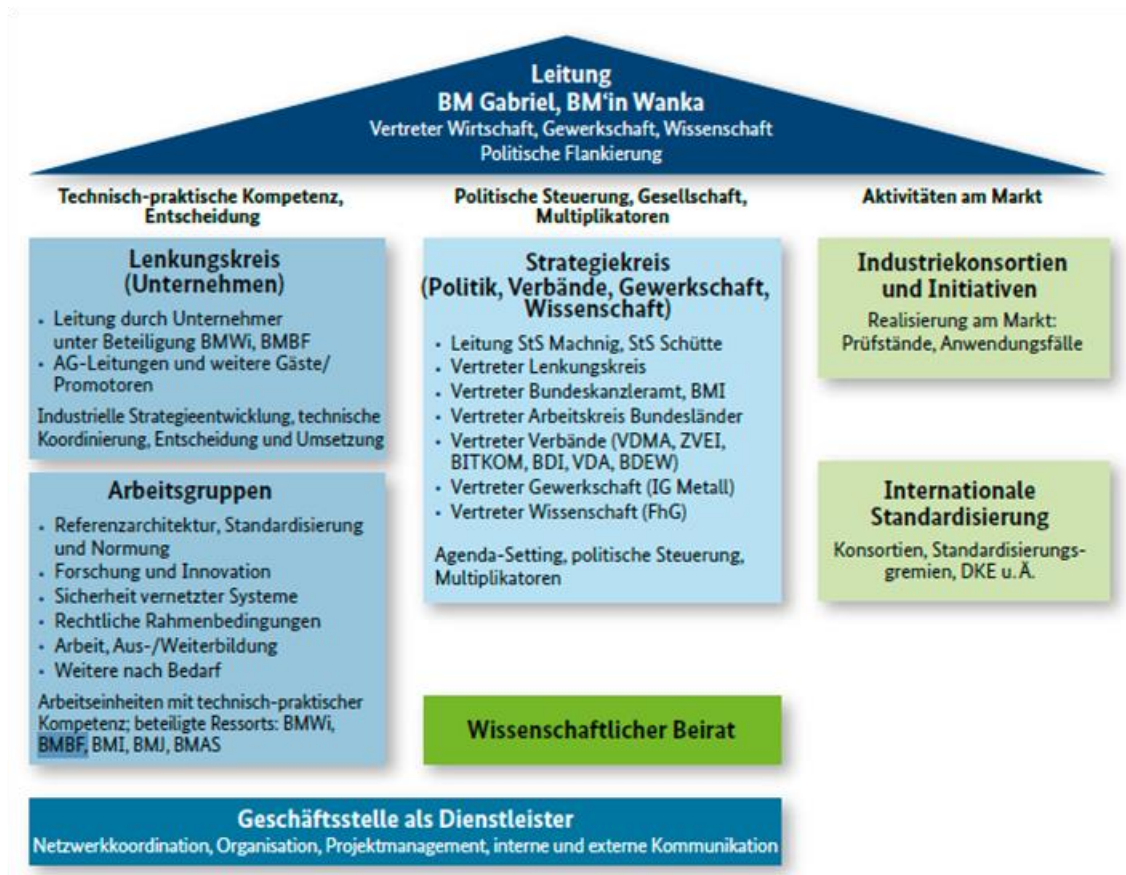 Leitung
BM Gabriel, BM‘in Wanka
Vertreter Wirtschaft, Gewerkschaft, Wissenschaft
Politische Flankierung
Technisch-praktische Kompetenz,
Entscheidung
Lenkungskreis
(Unternehmen)
• Leitung durch Unternehmer
unter Beteiligung BMWi, BMBF
• AG-Leitungen und weitere Gäste/
Promotoren
Industrielle Strategieentwicklung, technische
Koordinierung, Entscheidung und Umsetzung
Arbeitsgruppen
• Referenzarchitektur, Standardisierung
und Normung
• Forschung und Innovation
• Sicherheit vernetzter Systeme
• Rechtliche Rahmenbedingungen
• Arbeit, Aus-/Weiterbildung
• Weitere nach Bedarf
Arbeitseinheiten mit technisch-praktischer
Kompetenz; beteiligte Ressorts: BMWi,
BMBF, BMI, BMJ, BMAS
Politische Steuerung, Gesellschaft,
Multiplikatoren
Strategiekreis
(Politik, Verbände, Gewerkschaft,
Wissenschaft)
• Leitung StS Machnig, StS Schütte
• Vertreter Lenkungskreis
• Vertreter Bundeskanzleramt, BMI
• Vertreter Arbeitskreis Bundesländer
• Vertreter Verbände (VDMA, ZVEI,
BITKOM, BDI, VDA, BDEW)
• Vertreter Gewerkschaft (IG Metall)
• Vertreter Wissenschaft (FhG)
Agenda-Setting, politische Steuerung,
Multiplikatoren
Wissenschaftlicher Beirat
Aktivitäten am Markt
Industriekonsortien
und Initiativen
Realisierung am Markt:
Prüfstände, Anwendungsfälle
Internationale
Standardisierung
Konsortien, Standardisierungs-
gremien, DKE u. Ä.
Geschäftsstelle als Dienstleister
Netzwerkkoordination, Organisation, Projektmanagement, interne und externe Kommunikation